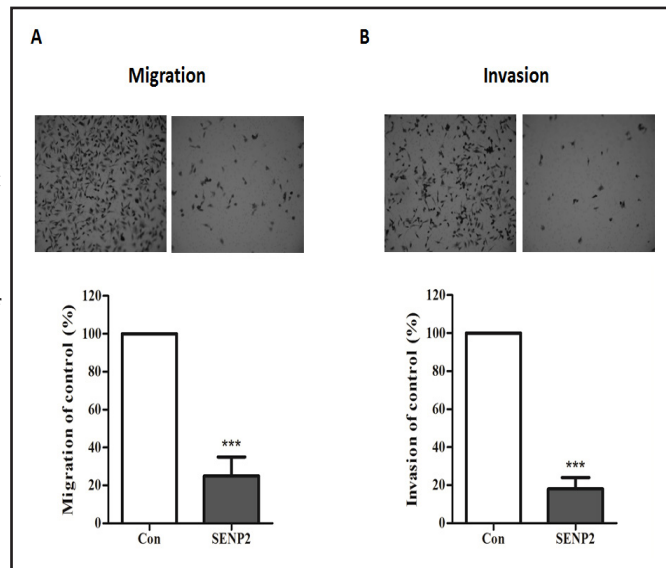 A
Migration
Migration of control (%)
120
100
80
60
40
20
0
***
Con SENP2
B
Invasion
Invasion of control (%)
120
100
80
60
40
20
0
***
Con SENP2